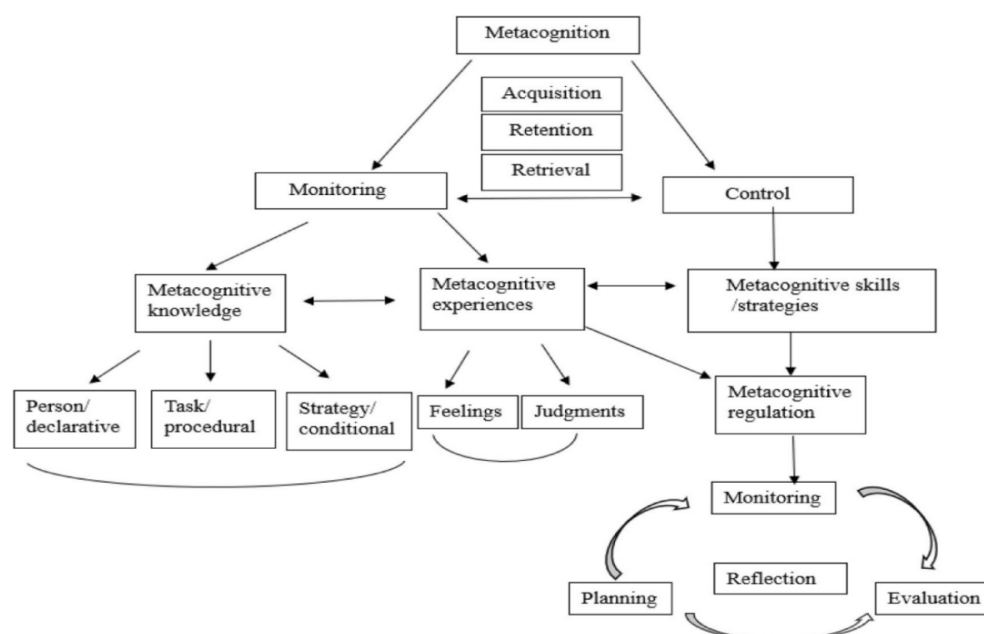 Metacognition
Acquisition
Retention
Retrieval
Monitoring
Control
Metacognitive
knowledge
Metacognitive
experiences
Metacognitive skills
/strategies
Person/
declarative
Task/
procedural
Strategy/
conditional
Feelings
Judgments
Metacognitive
regulation
Monitoring
Reflection
Planning
Evaluation